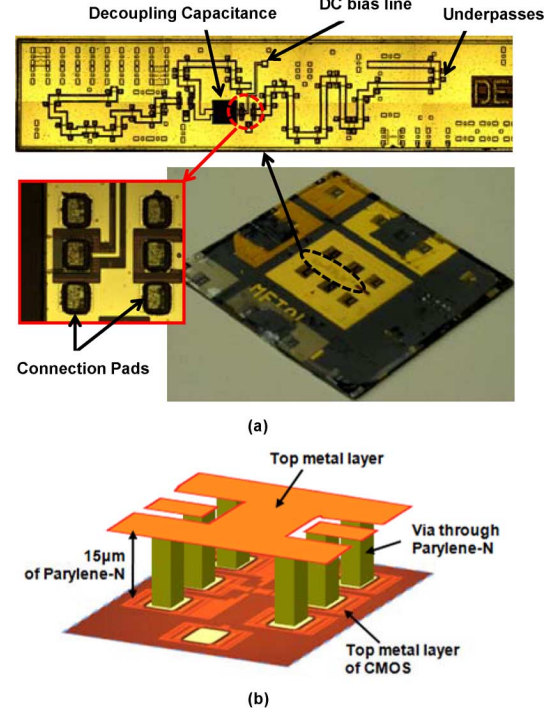 Decoupling Capacitance
DC bias line
Underpasses
DE
METOL
Connection Pads
(a)
Top metal layer
15µm
of Parylene-N
Via through
Parylene-N
Top metal layer
of CMOS
(b)